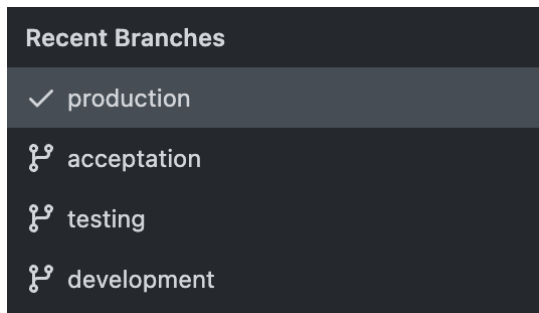 Recent Branches
production
acceptation
testing
development